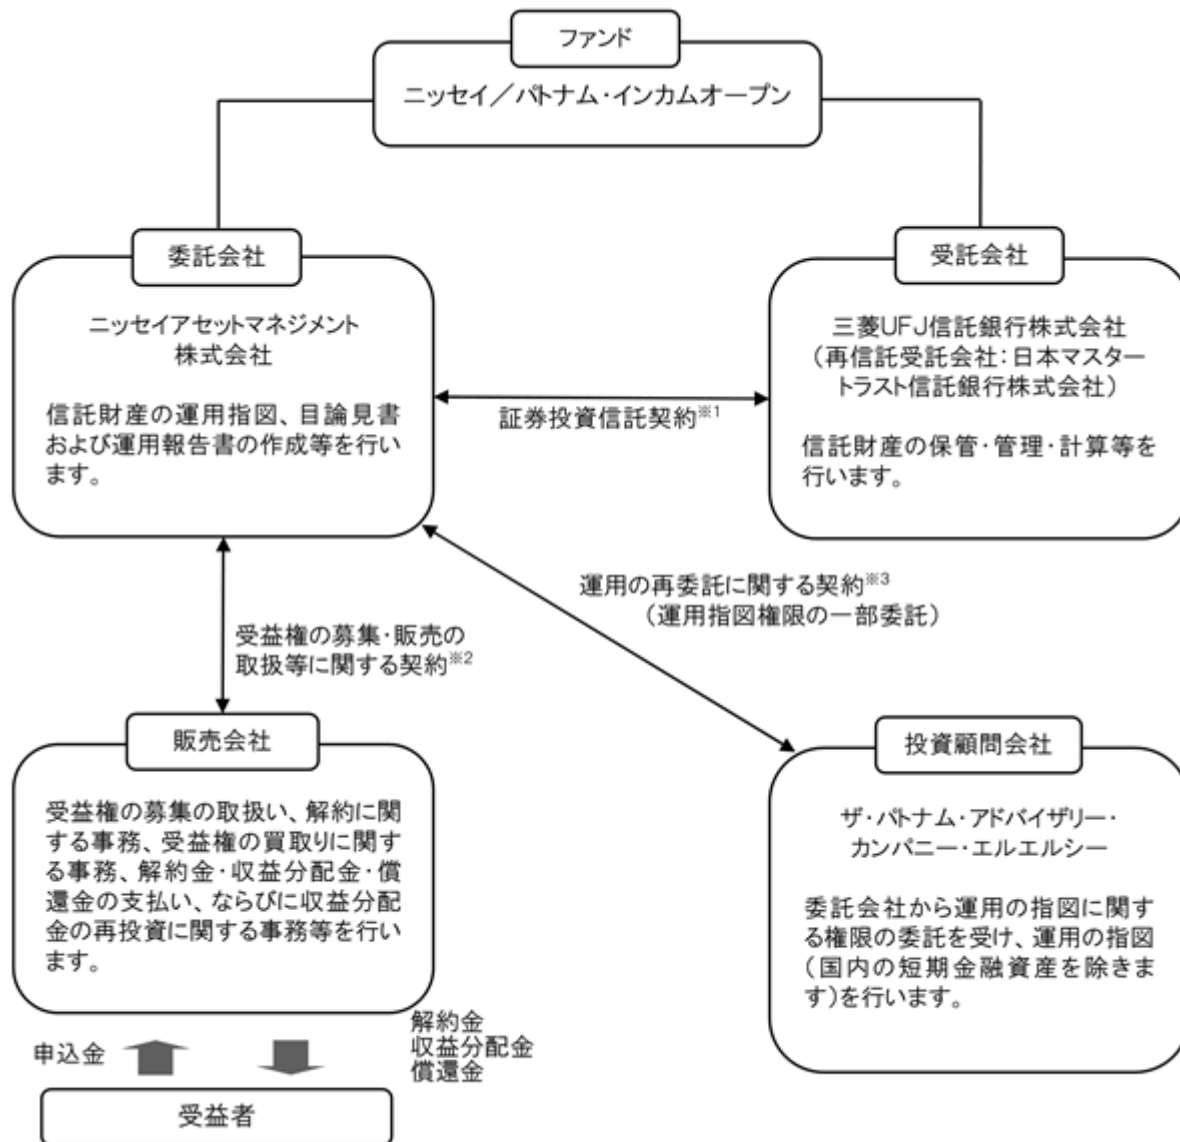 ファンド
ニッセイ／パトナム・インカムオープン
委託会社
ニッセイアセットマネジメント
株式会社
信託財産の運用指図、目論見書
および運用報告書の作成等を行い
ます。
受託会社
三菱UFJ信託銀行株式会社
（再信託受託会社：日本マスター
トラスト信託銀行株式会社）
信託財産の保管・管理・計算等を
行います。
証券投資信託契約※1
運用の再委託に関する契約※3
（運用指図権限の一部委託）
受益権の募集・販売の
取扱等に関する契約※2
販売会社
受益権の募集の取扱い、解約に関
する事務、受益権の買取りに関す
る事務、解約金・収益分配金・償
還金の支払い、ならびに収益分配
金の再投資に関する事務等を行い
ます。
投資顧問会社
ザ・パトナム・アドバイザリー・
カンパニー・エルエルシー
委託会社から運用の指図に関す
る権限の委託を受け、運用の指図
（国内の短期金融資産を除きま
す）を行います。
申込金
解約金
収益分配金
償還金
受益者